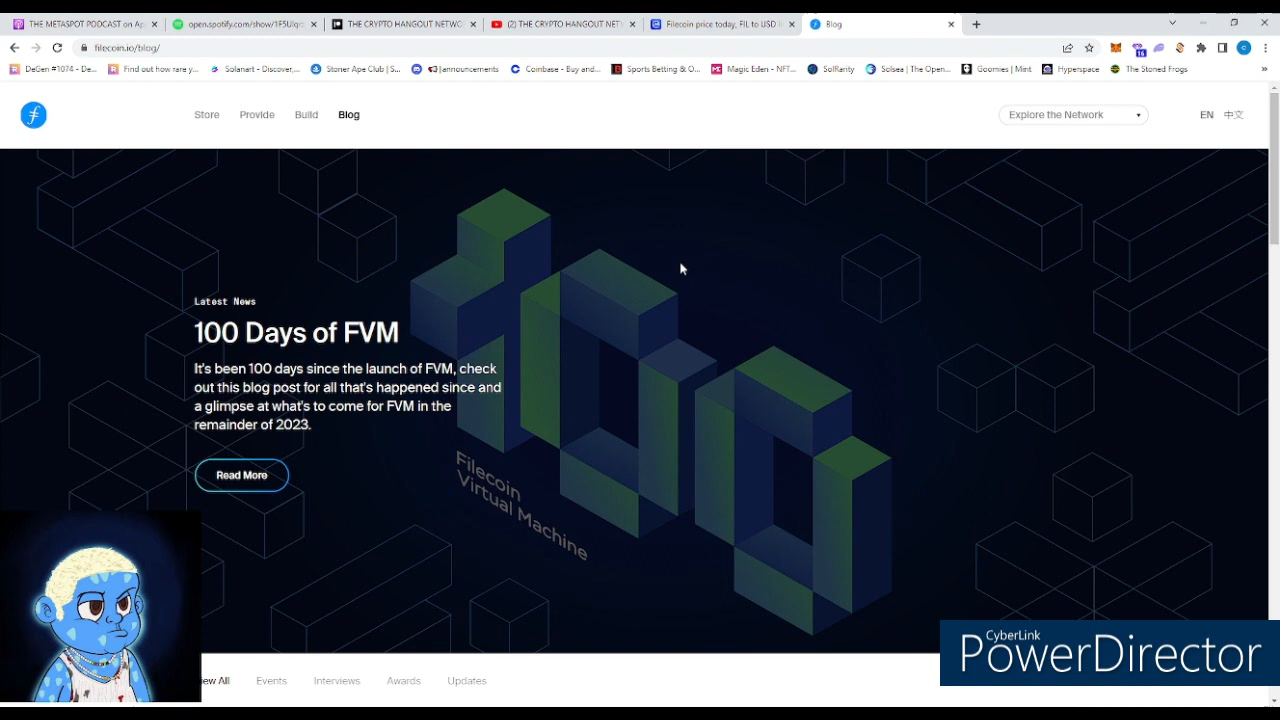 THE METASPOT PODCAST on Ap
open.spotify.com/show/1F5Ulqr
THE CRYPTO HANGOUT NETWO
(2) THE CRYPTO HANGOUT NET
Filecoin price today, FIL to USD li
Blog
filecoin.io/blog/
16
c
DeGen #1074 - De...
Find out how rare y...
Solanart - Discover,...
Stoner Ape Club | S...
announcements
Coinbase - Buy and...
Sports Betting & O...
Magic Eden - NFT...
SolRarity
Solsea | The Open...
Goomies | Mint
Hyperspace
The Stoned Frogs
»
Store
Provide
Build
Blog
Explore the Network
EN
中文
Latest News
100 Days of FVM
It's been 100 days since the launch of FVM, check
out this blog post for all that's happened since and
a glimpse at what's to come for FVM in the
remainder of 2023.
Read More
Filecoin
Virtual Machine
CyberLink
PowerDirector
iew All
Events
Interviews
Awards
Updates